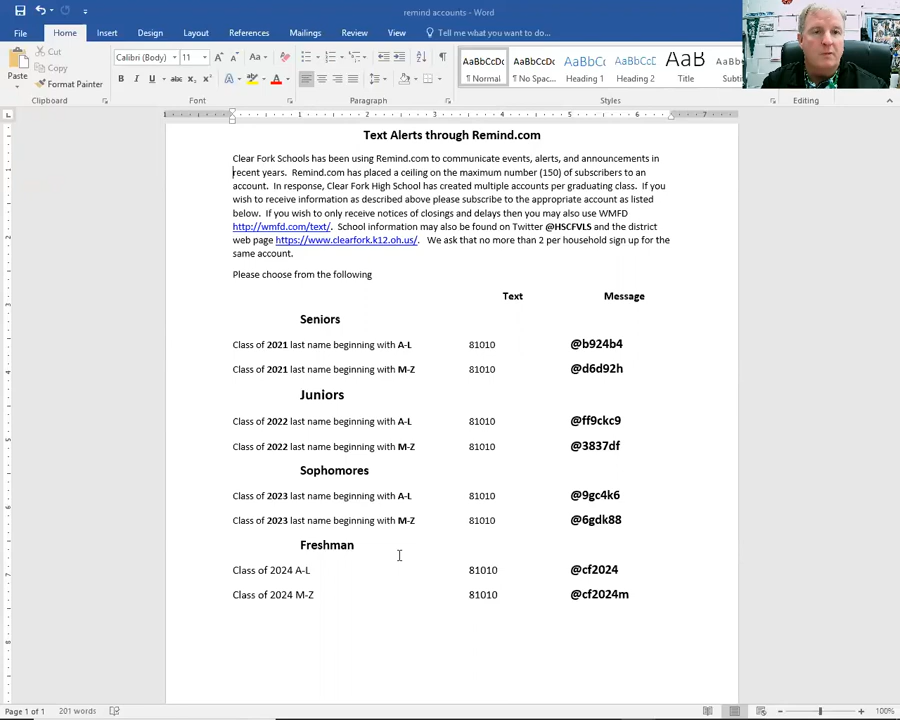 remind accounts - Word
File Home Insert Design Layout References Mailings Review View Tell me what you want to do...
Cut
Copy
Format Painter
Paste
Calibri (Body) 11
AaBbCcDd AaBbCcDd AaBbCc AaBbCcC AaB
¶ Normal ¶ No Spac... Heading 1 Heading 2 Title
Clipboard Font Paragraph Styles Editing
Text Alerts through Remind.com
Clear Fork Schools has been using Remind.com to communicate events, alerts, and announcements in
recent years. Remind.com has placed a ceiling on the maximum number (150) of subscribers to an
account. In response, Clear Fork High School has created multiple accounts per graduating class. If you
wish to receive information as described above please subscribe to the appropriate account as listed
below. If you wish to only receive notices of closings and delays then you may also use WMFD
http://wmfd.com/text/. School information may also be found on Twitter @HSCFVLS and the district
web page https://www.clearfork.k12.oh.us/. We ask that no more than 2 per household sign up for the
same account.
Please choose from the following
Text Message
Seniors
Class of 2021 last name beginning with A-L 81010 @b924b4
Class of 2021 last name beginning with M-Z 81010 @d6d92h
Juniors
Class of 2022 last name beginning with A-L 81010 @ff9ckc9
Class of 2022 last name beginning with M-Z 81010 @3837df
Sophomores
Class of 2023 last name beginning with A-L 81010 @9gc4k6
Class of 2023 last name beginning with M-Z 81010 @6gdk88
Freshman
Class of 2024 A-L 81010 @cf2024
Class of 2024 M-Z 81010 @cf2024m
Page 1 of 1 201 words 100%